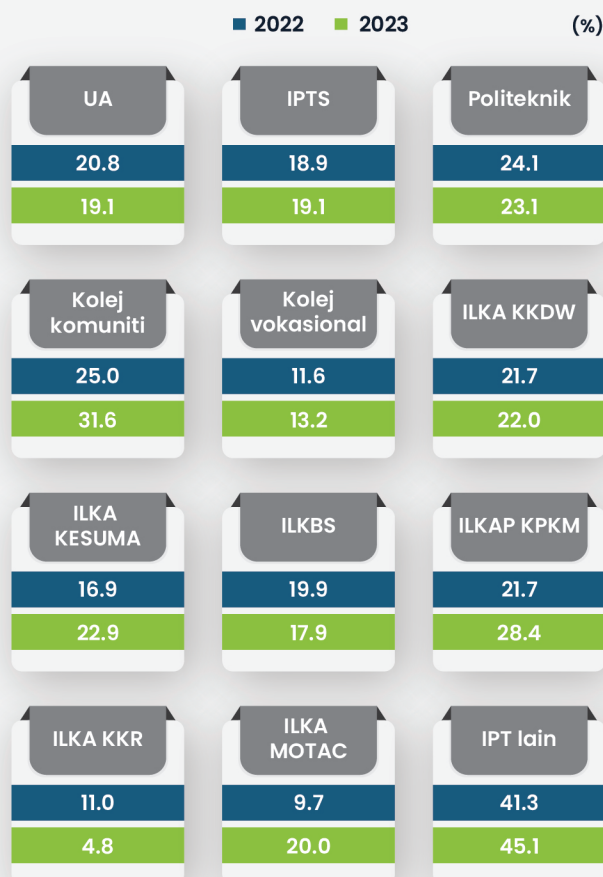 2022 2023 (%)
UA IPTS Politeknik
20.8 18.9 24.1
19.1 19.1 23.1
Kolej
komuniti
Kolej
vokasional
ILKA KKDW
25.0 11.6 21.7
31.6 13.2 22.0
ILKA
KESUMA
ILKBS
ILKAP KPKM
16.9 19.9 21.7
22.9 17.9 28.4
ILKA KKR
ILKA
MOTAC
IPT lain
11.0 9.7 41.3
4.8 20.0 45.1